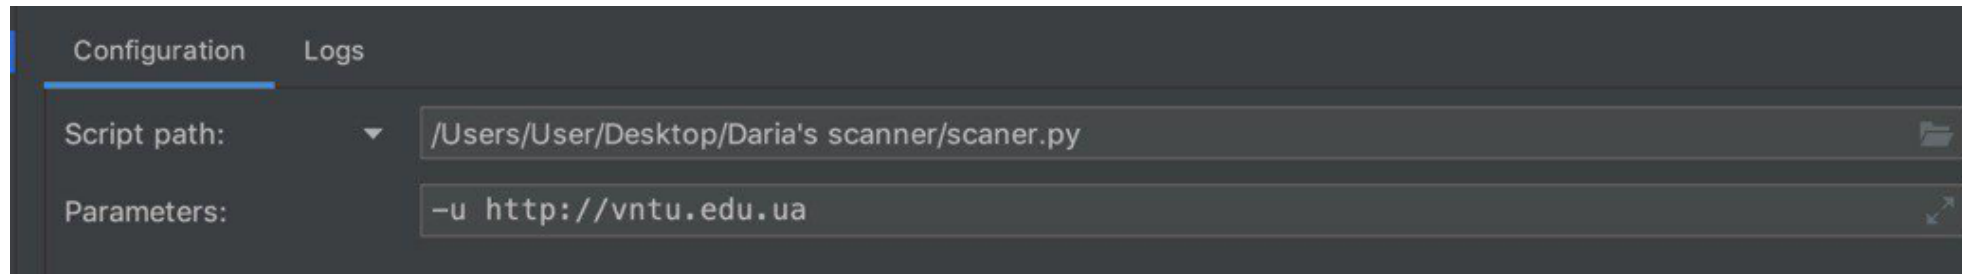 Configuration Logs
Script path: /Users/User/Desktop/Daria's scanner/scaner.py
Parameters: -u http://vntu.edu.ua